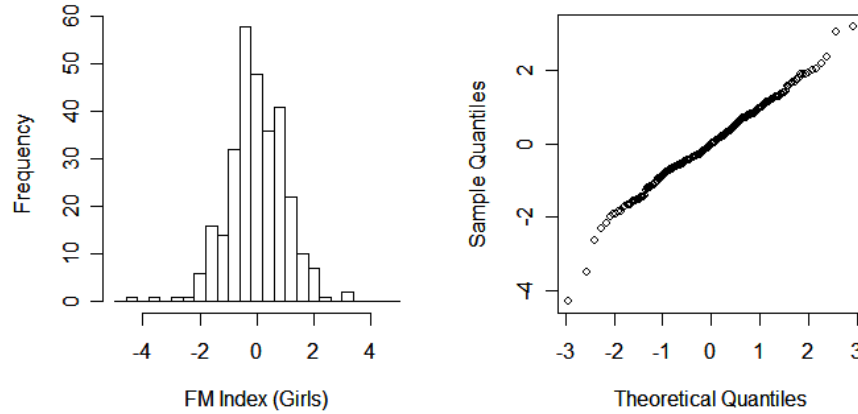 60
50
40
30
20
10
0
Frequency
-4 -2 0 2 4
FM Index (Girls)
2
0
-2
-4
Sample Quantiles
-3 -2 -1 0 1 2 3
Theoretical Quantiles